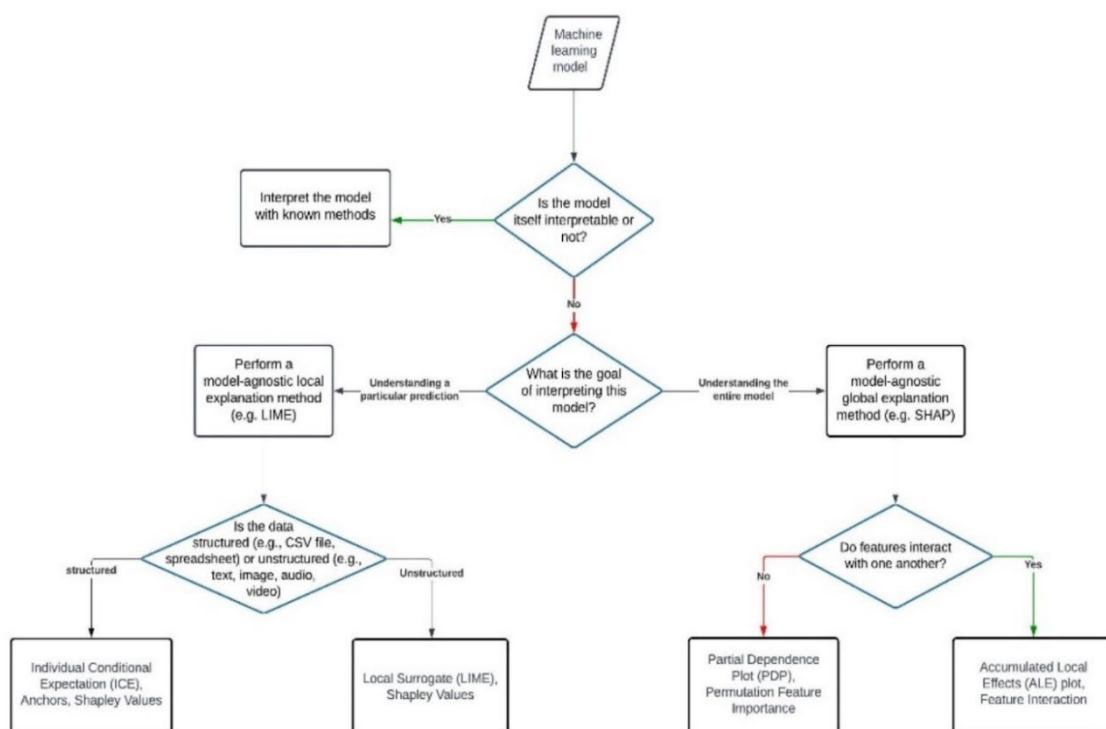 Machine
learning
model
Is the model
itself interpretable or
not?
Yes
Interpret the model
with known methods
No
What is the goal
of interpreting this
model?
Understanding a
particular prediction
Perform a
model-agnostic local
explanation method
(e.g. LIME)
Understanding the
entire model
Perform a
model-agnostic
global explanation
method (e.g. SHAP)
Is the data
structured (e.g., CSV file,
spreadsheet) or unstructured (e.g.,
text, image, audio,
video)
structured
Unstructured
Do features interact
with one another?
No
Yes
Individual Conditional
Expectation (ICE),
Anchors, Shapley Values
Local Surrogate (LIME),
Shapley Values
Partial Dependence
Plot (PDP),
Permutation Feature
Importance
Accumulated Local
Effects (ALE) plot,
Feature Interaction